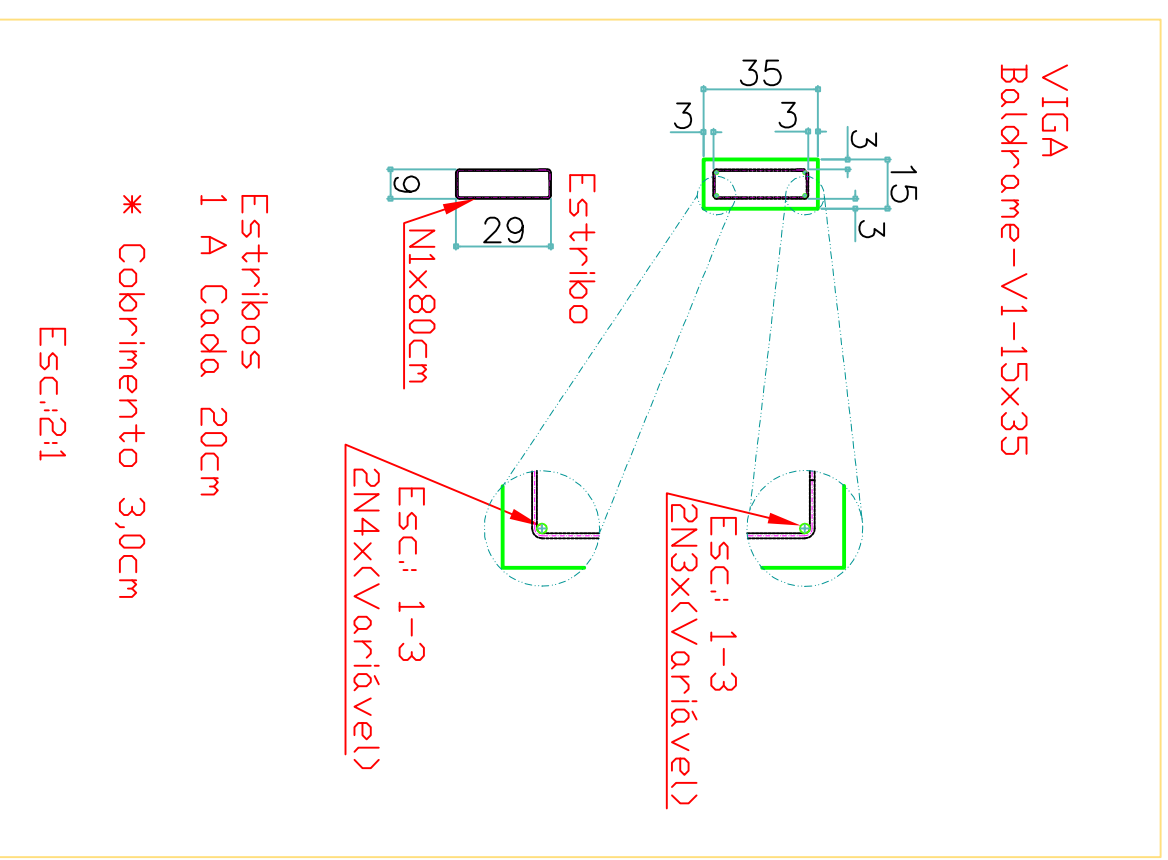 VIGA
Baldrame-V1-15x35
35
3
3
3
15
3
Esc.: 1-3
2N3x(Variável)
Estribo
9
29
N1x80cm
Esc.: 1-3
2N4x(Variável)
Estribos
1 A Cada 20cm
* Cobrimento 3,0cm
Esc.:2:1